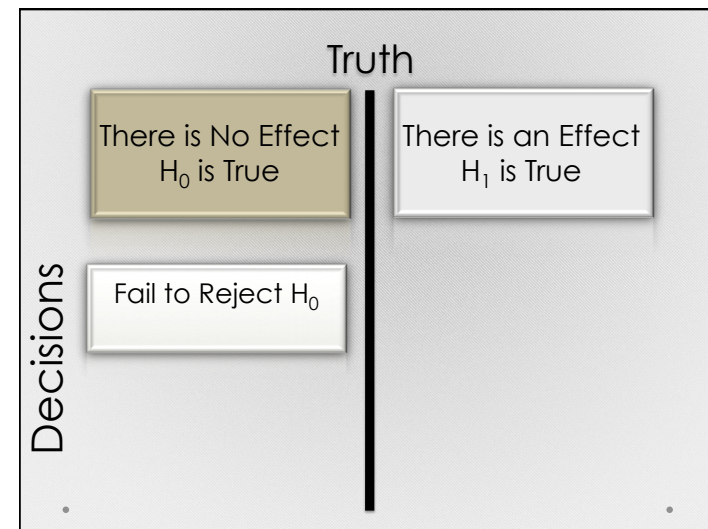 Truth
There is No Effect
H₀ is True
There is an Effect
H₁ is True
Decisions
Fail to Reject H₀